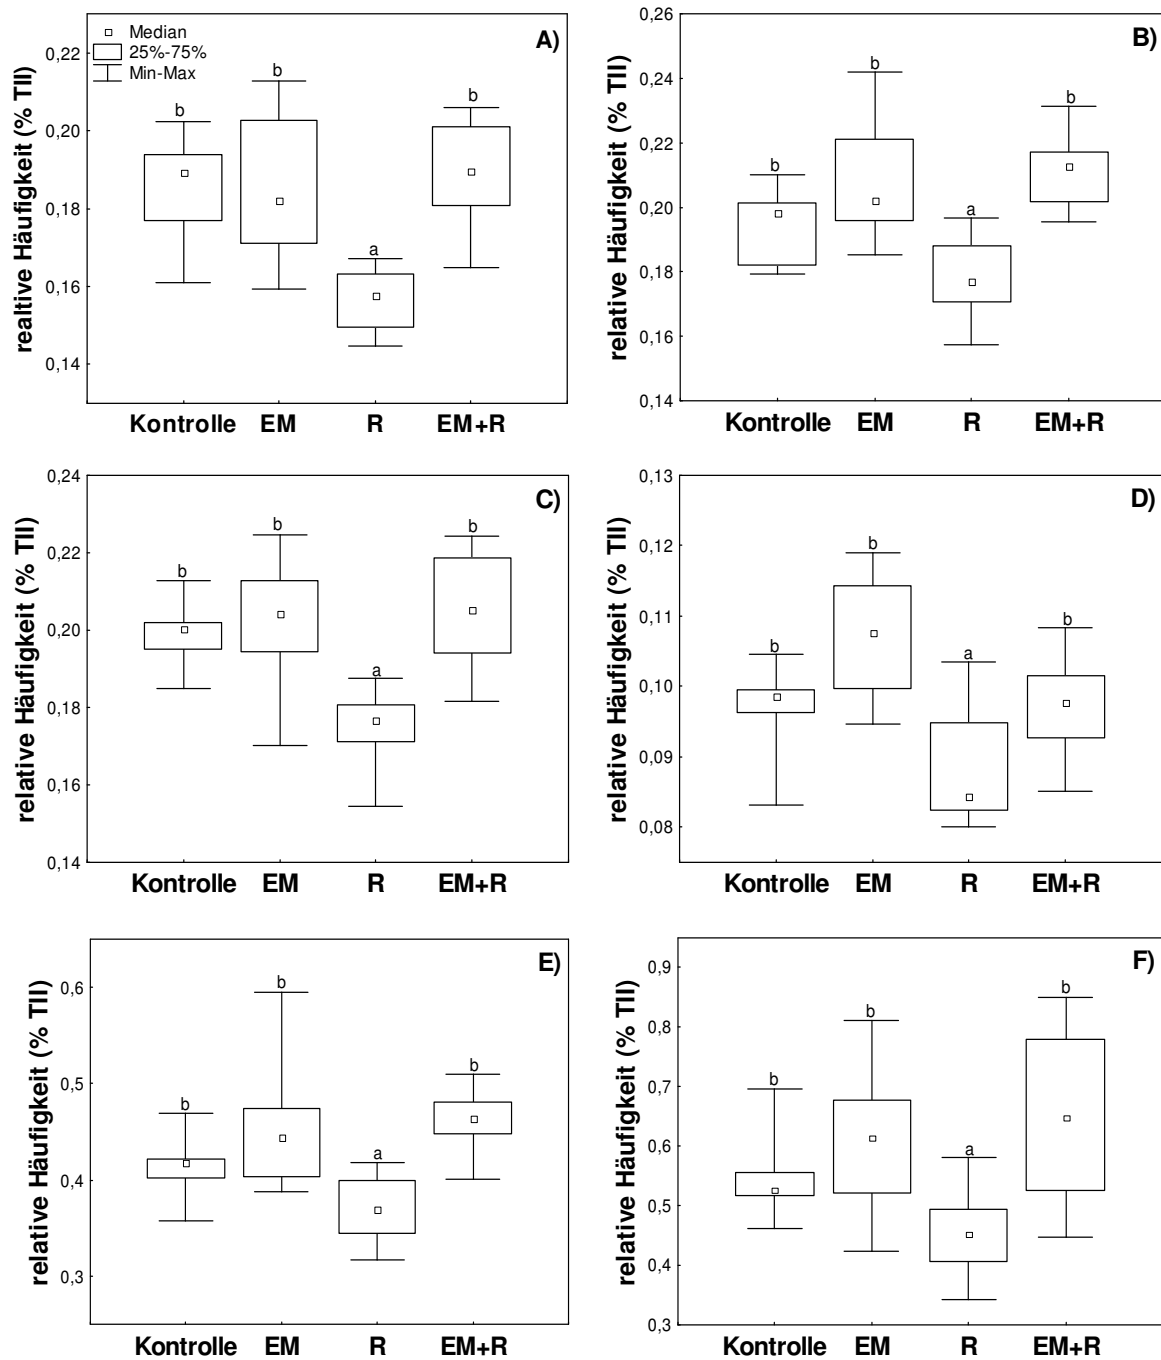 Median
25%-75%
Min-Max
A)
realtive Häufigkeit (% TII)
0,22
0,20
0,18
0,16
0,14
b
b
a
b
Kontrolle EM R EM+R
B)
relative Häufigkeit (% TII)
0,26
0,24
0,22
0,20
0,18
0,16
0,14
b
b
a
b
Kontrolle EM R EM+R
C)
relative Häufigkeit (% TII)
0,24
0,22
0,20
0,18
0,16
0,14
b
b
a
b
Kontrolle EM R EM+R
D)
relative Häufigkeit (% TII)
0,13
0,12
0,11
0,10
0,09
0,08
b
b
a
b
Kontrolle EM R EM+R
E)
relative Häufigkeit (% TII)
0,6
0,5
0,4
0,3
b
b
a
b
Kontrolle EM R EM+R
F)
relative Häufigkeit (% TII)
0,9
0,8
0,7
0,6
0,5
0,4
0,3
b
b
a
b
Kontrolle EM R EM+R